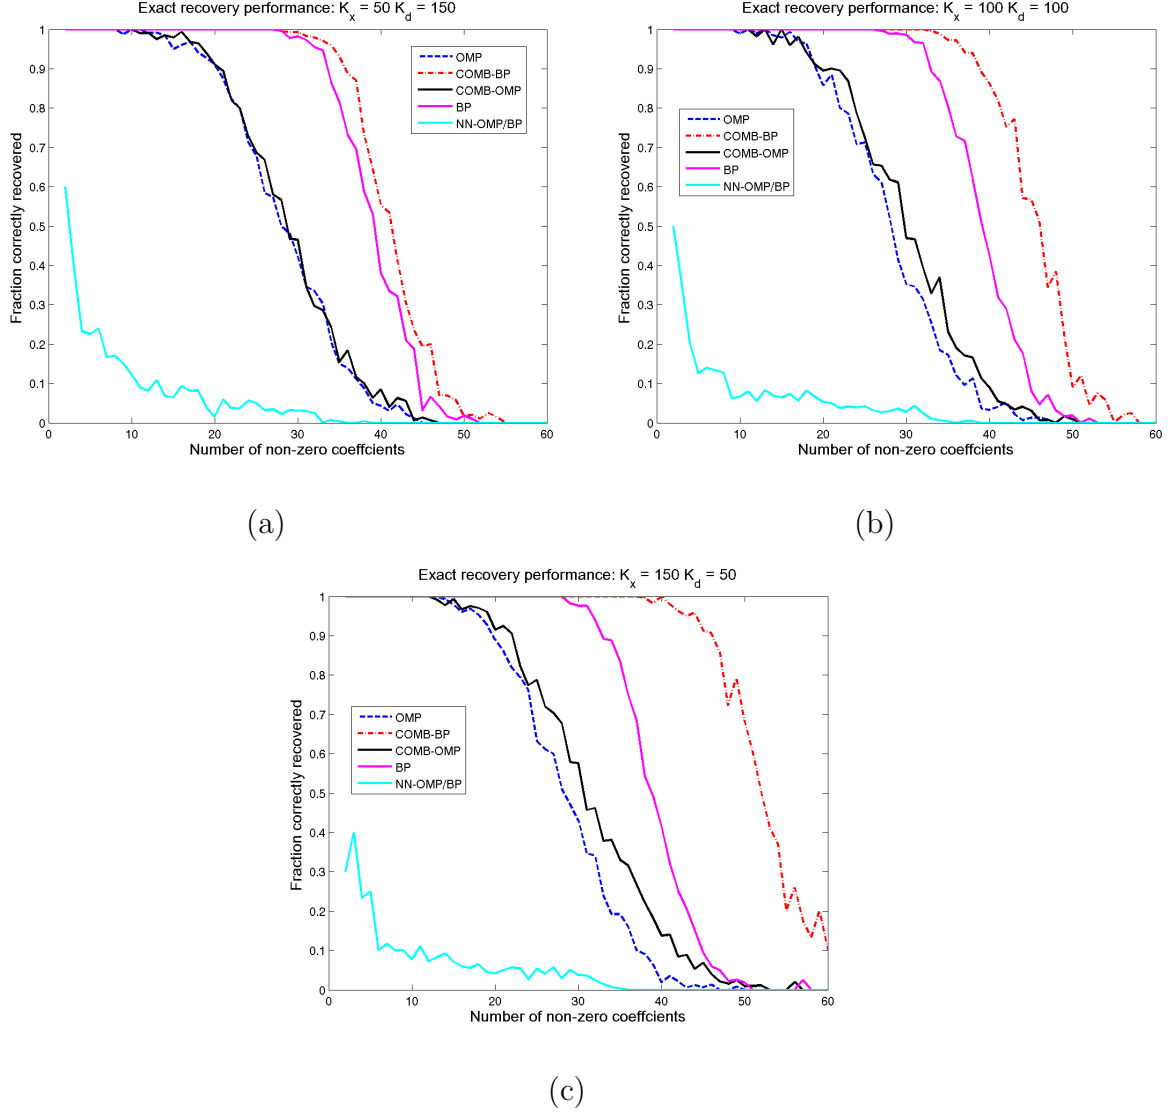 Exact recovery performance: K_x = 50 K_d = 150
Fraction correctly recovered
1
0.9
0.8
0.7
0.6
0.5
0.4
0.3
0.2
0.1
0
OMP
COMB-BP
COMB-OMP
BP
NN-OMP/BP
0 10 20 30 40 50 60
Number of non-zero coeffcients
(a)
Exact recovery performance: K_x = 100 K_d = 100
Fraction correctly recovered
1
0.9
0.8
0.7
0.6
0.5
0.4
0.3
0.2
0.1
0
OMP
COMB-BP
COMB-OMP
BP
NN-OMP/BP
0 10 20 30 40 50 60
Number of non-zero coeffcients
(b)
Exact recovery performance: K_x = 150 K_d = 50
Fraction correctly recovered
1
0.9
0.8
0.7
0.6
0.5
0.4
0.3
0.2
0.1
0
OMP
COMB-BP
COMB-OMP
BP
NN-OMP/BP
0 10 20 30 40 50 60
Number of non-zero coeffcients
(c)